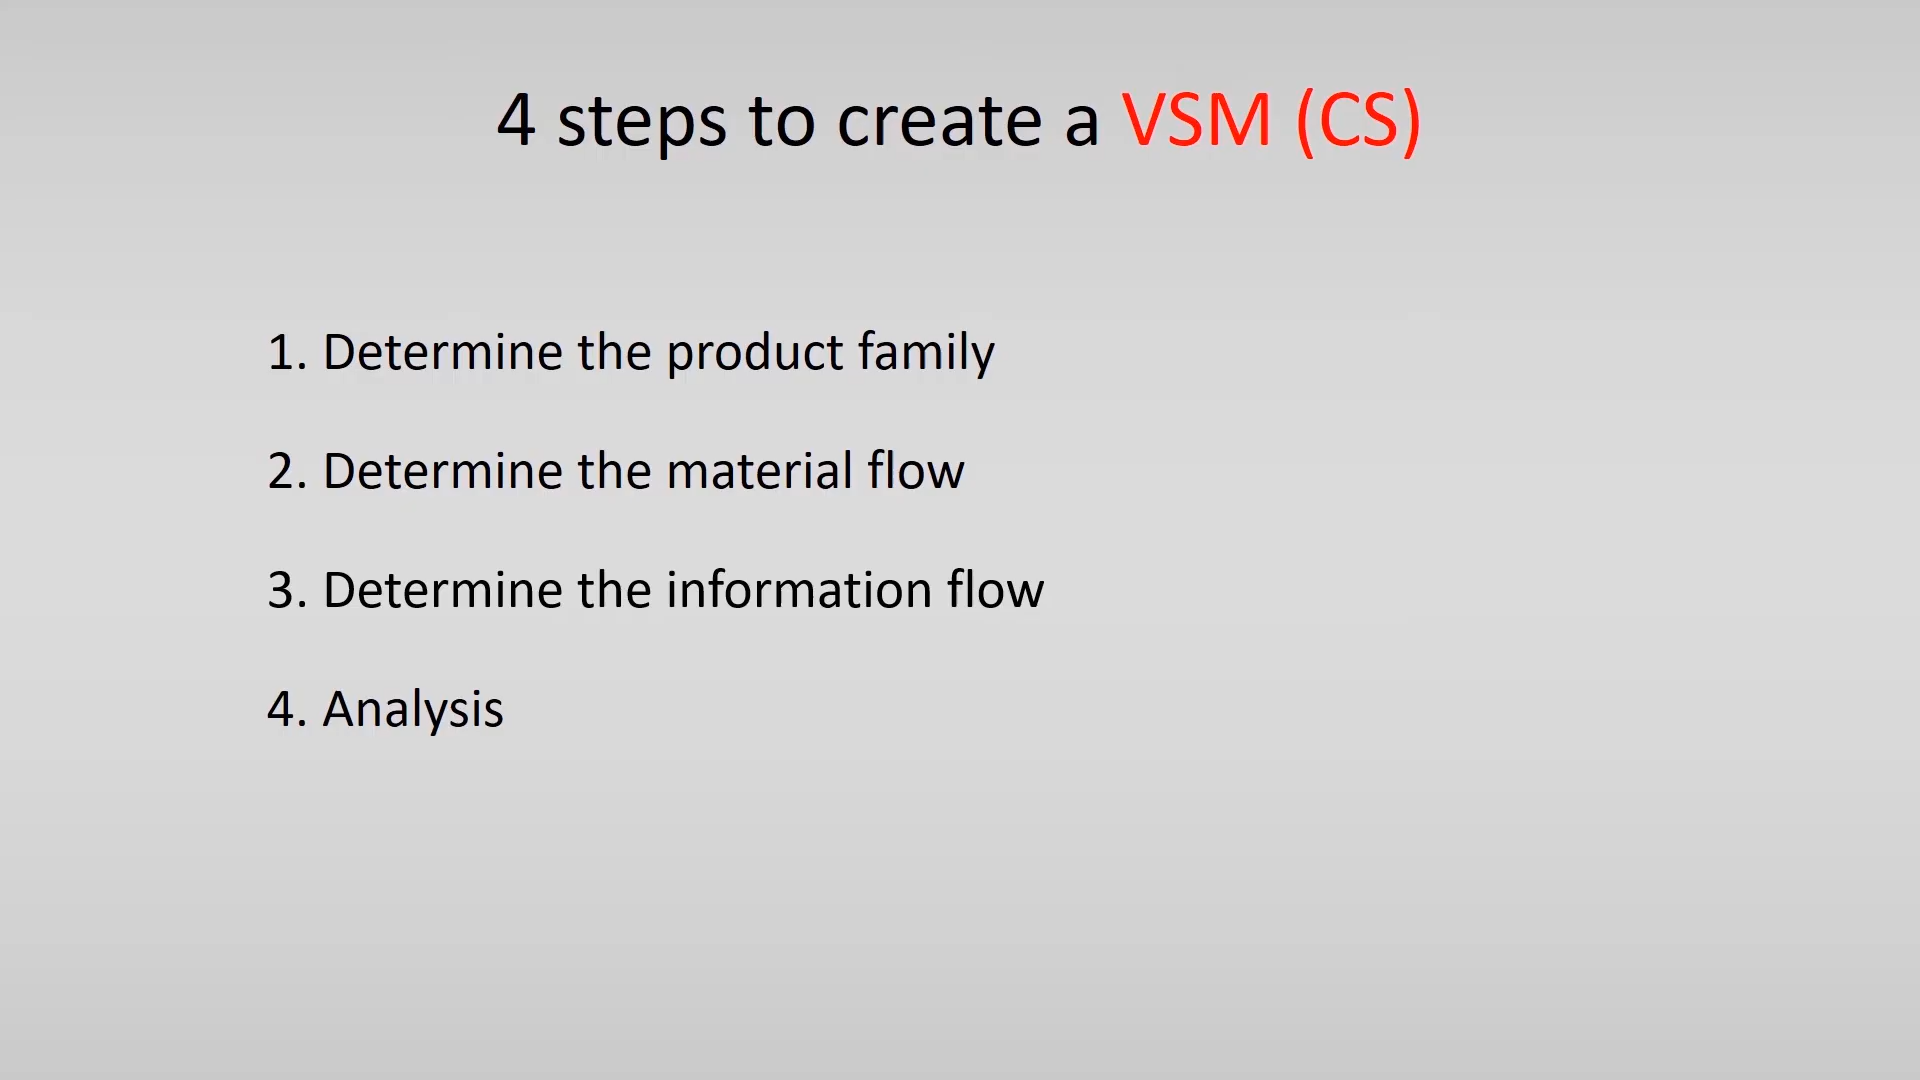 4 steps to create a VSM (CS)
1. Determine the product family
2. Determine the material flow
3. Determine the information flow
4. Analysis